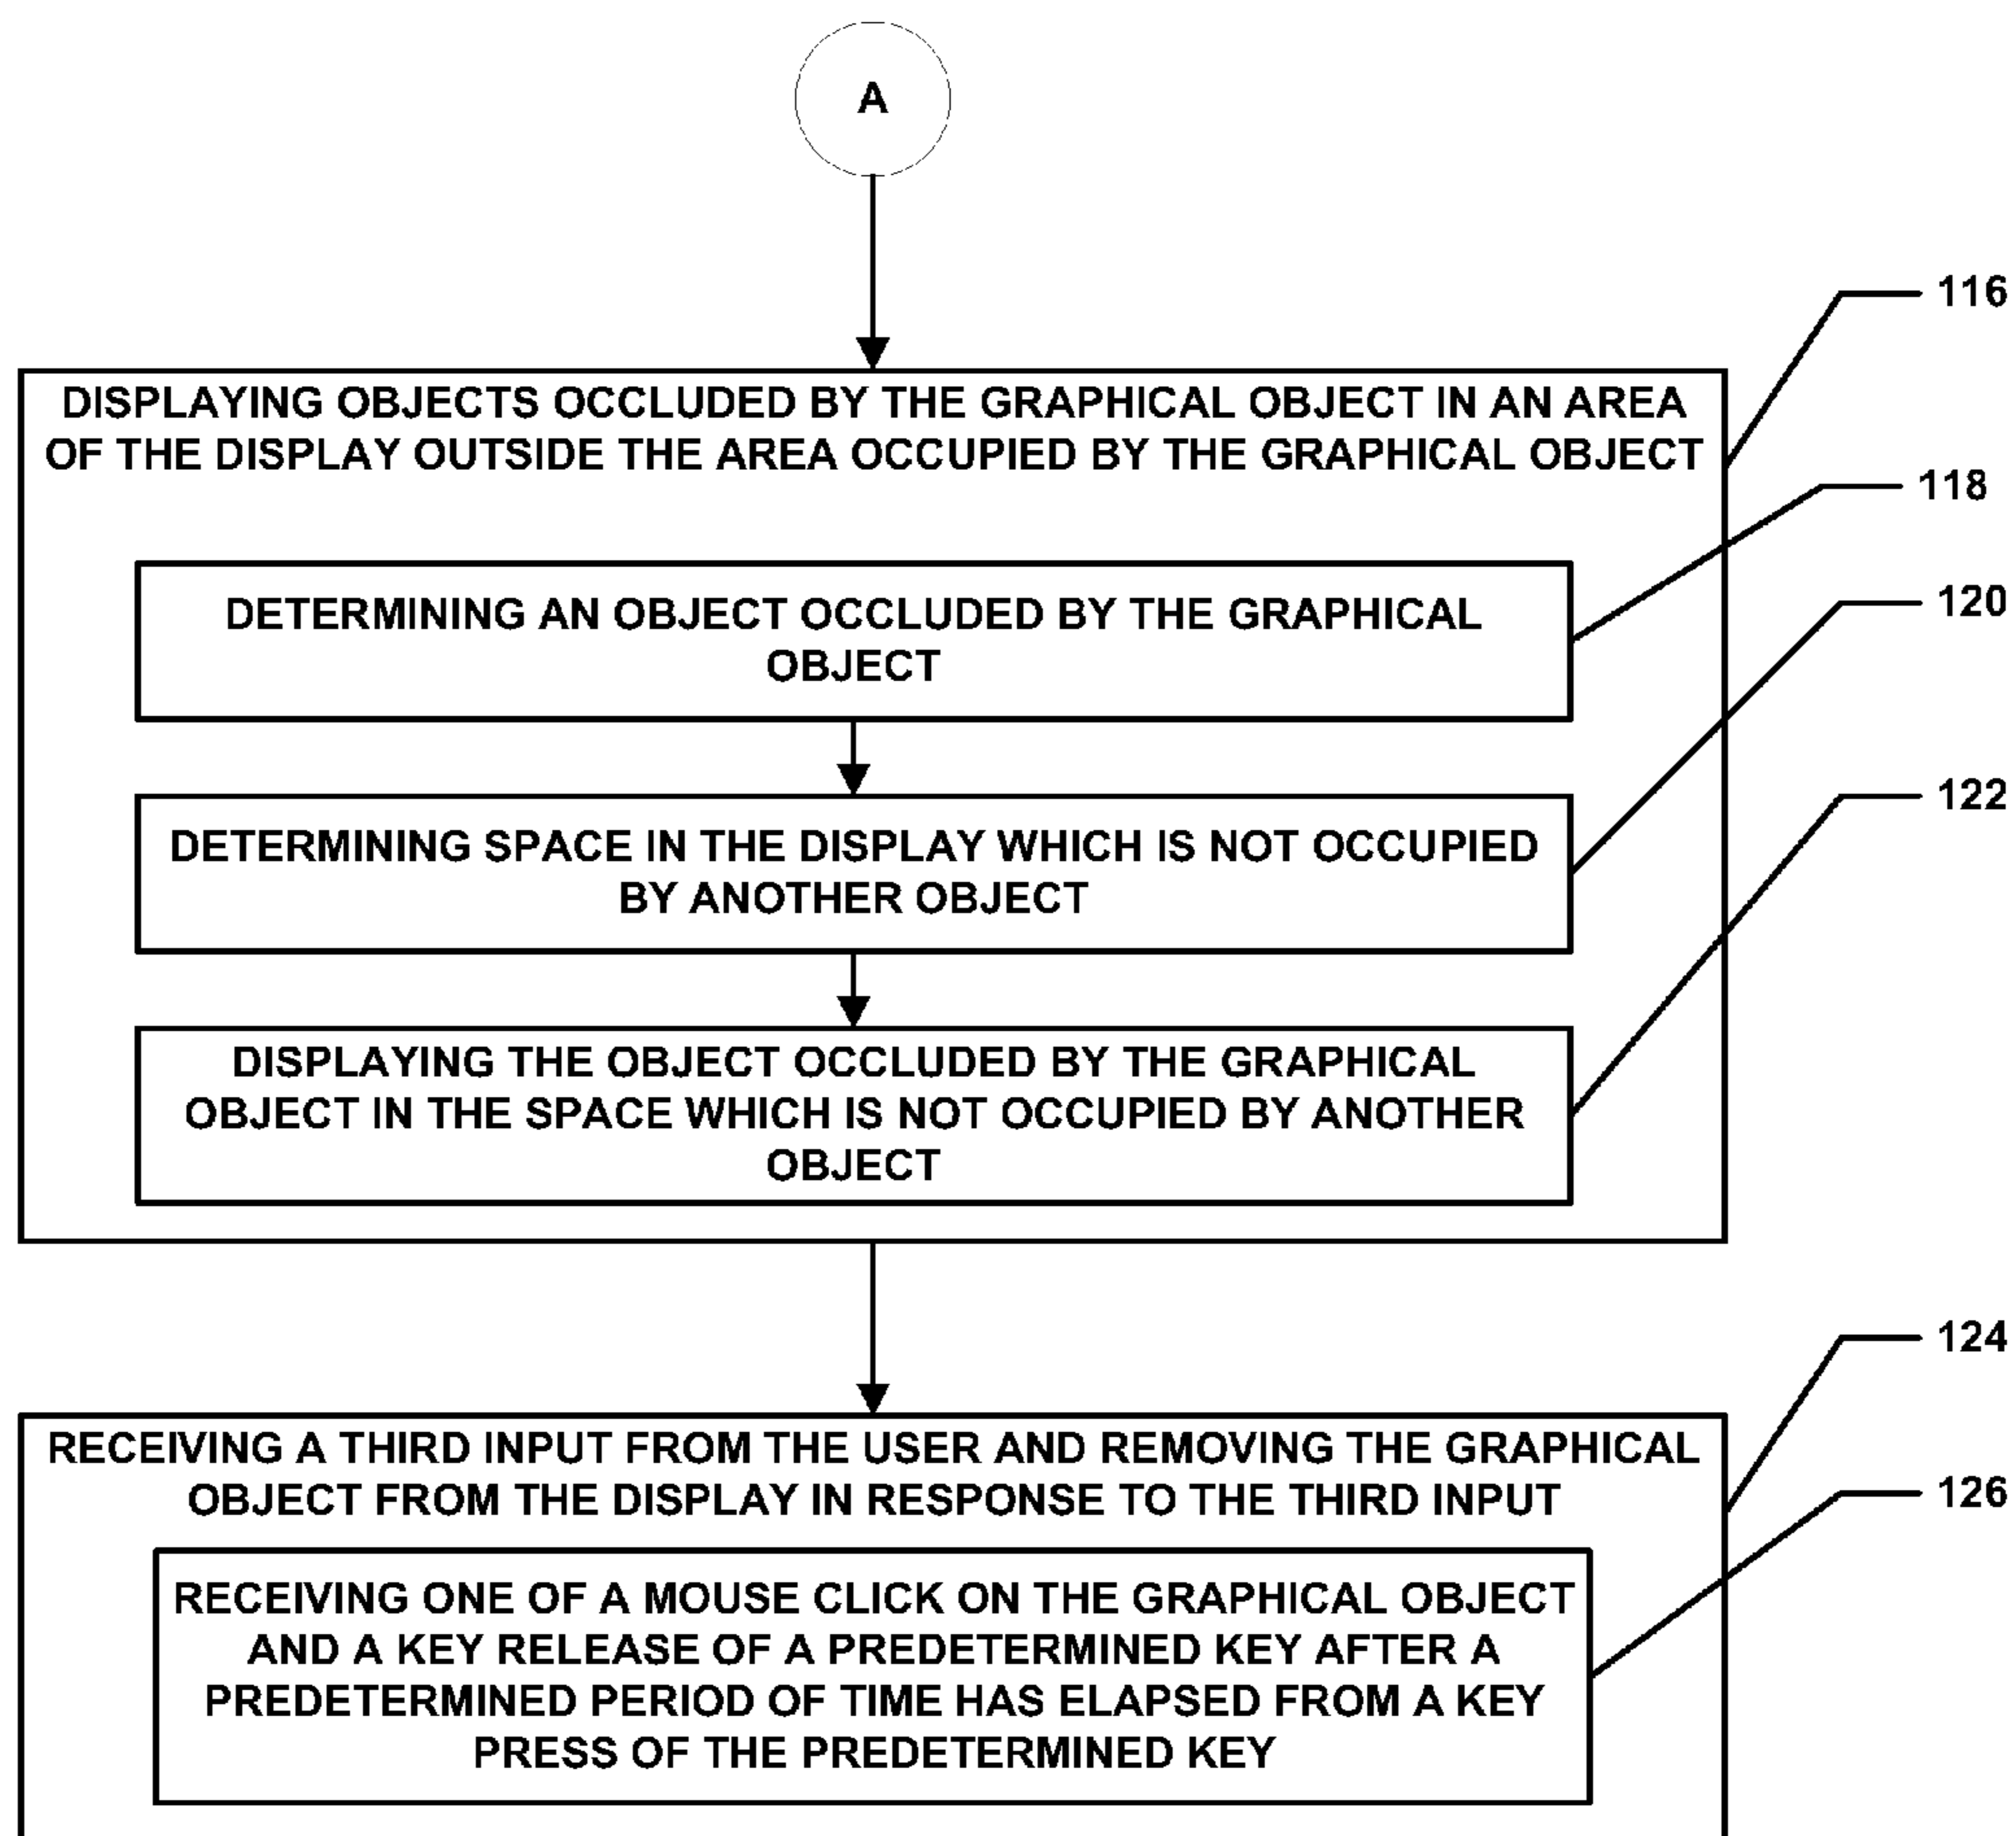 A
116
DISPLAYING OBJECTS OCCLUDED BY THE GRAPHICAL OBJECT IN AN AREA
OF THE DISPLAY OUTSIDE THE AREA OCCUPIED BY THE GRAPHICAL OBJECT
118
DETERMINING AN OBJECT OCCLUDED BY THE GRAPHICAL
OBJECT
120
DETERMINING SPACE IN THE DISPLAY WHICH IS NOT OCCUPIED
BY ANOTHER OBJECT
122
DISPLAYING THE OBJECT OCCLUDED BY THE GRAPHICAL
OBJECT IN THE SPACE WHICH IS NOT OCCUPIED BY ANOTHER
OBJECT
124
RECEIVING A THIRD INPUT FROM THE USER AND REMOVING THE GRAPHICAL
OBJECT FROM THE DISPLAY IN RESPONSE TO THE THIRD INPUT
126
RECEIVING ONE OF A MOUSE CLICK ON THE GRAPHICAL OBJECT
AND A KEY RELEASE OF A PREDETERMINED KEY AFTER A
PREDETERMINED PERIOD OF TIME HAS ELAPSED FROM A KEY
PRESS OF THE PREDETERMINED KEY